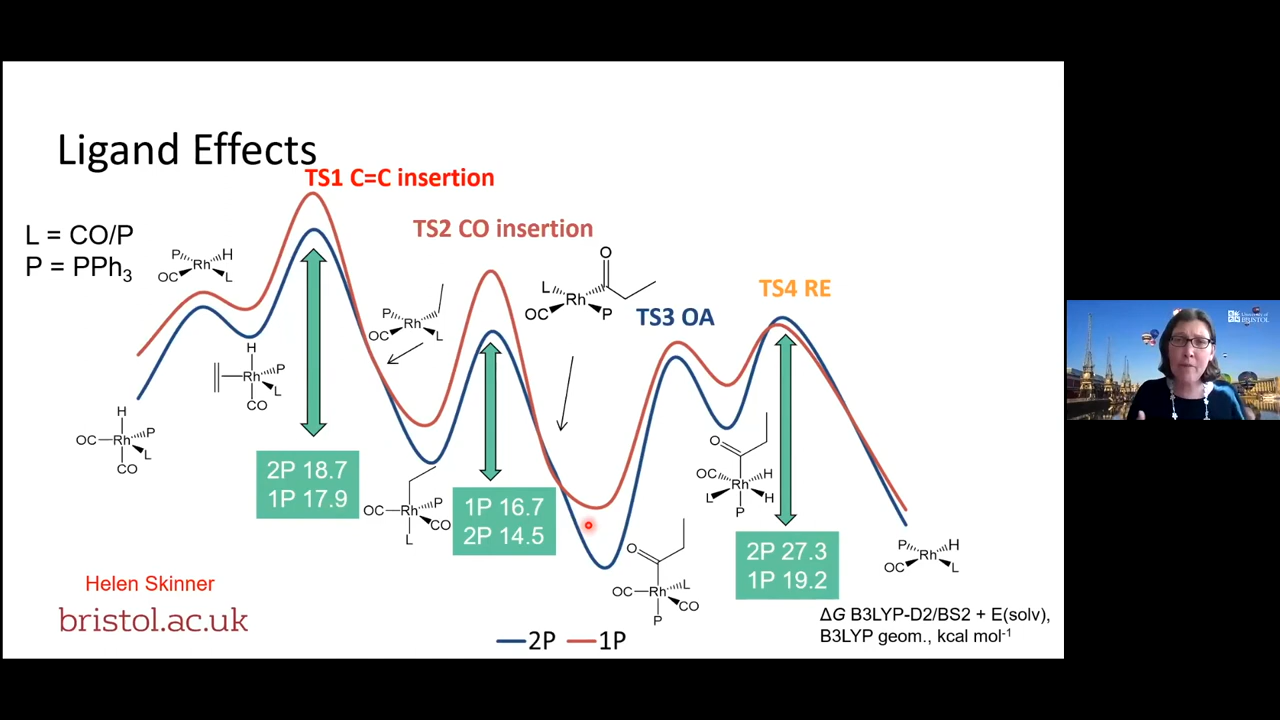 Ligand Effects
TS1 C=C insertion
TS2 CO insertion
L = CO/P
P = PPh₃
P
Rh
H
OC
L
O
L
Rh
OC
P
TS3 OA
TS4 RE
P
Rh
OC
L
H
Rh
P
L
CO
H
OC
Rh
P
L
CO
2P 18.7
1P 17.9
OC
Rh
P
CO
L
1P 16.7
2P 14.5
O
OC
Rh
H
L
H
P
O
OC
Rh
L
CO
P
2P 27.3
1P 19.2
P
Rh
H
OC
L
Helen Skinner
bristol.ac.uk
2P
1P
ΔG B3LYP-D2/BS2 + E(solv),
B3LYP geom., kcal mol⁻¹
University of
BRISTOL